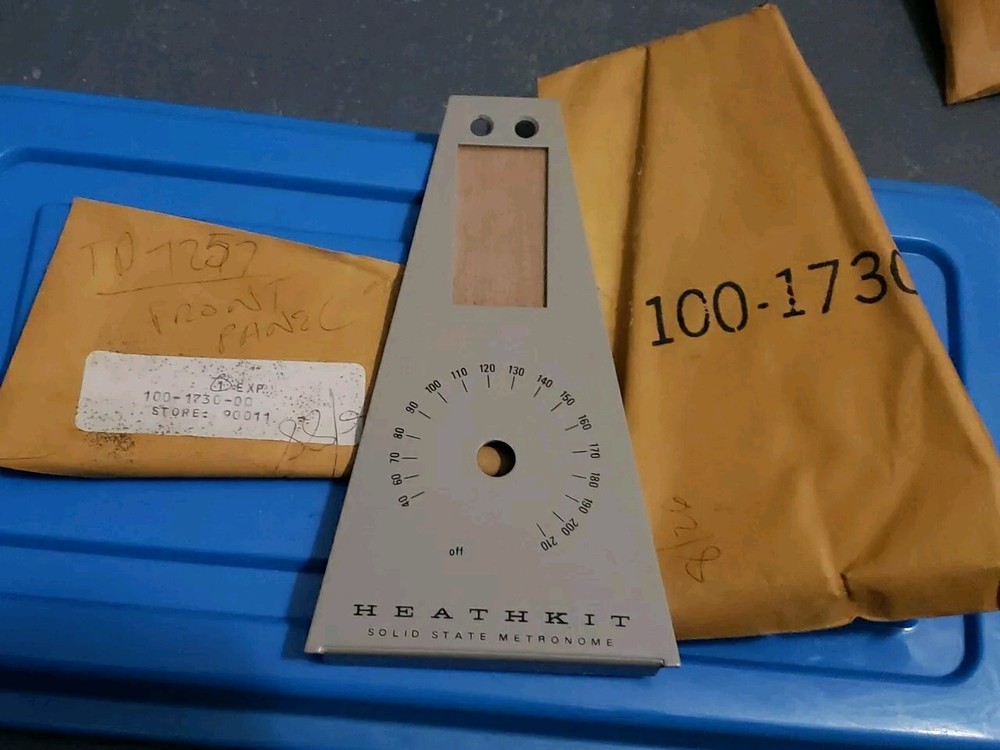 TD 1257
FRONT
PANEL
1 EXP
100-1730-00
STORE: 90011
40 60 70 80 90 100 110 120 130 140 150 160 170 180 190 200 210
off
HEATHKIT
SOLID STATE METRONOME
100-1730